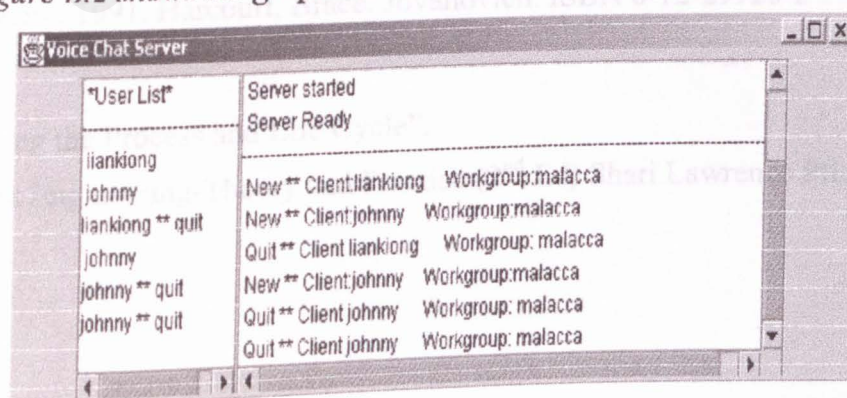 Voice Chat Server
*User List*
iiankiong
johnny
liankiong ** quit
johnny
johnny ** quit
johnny ** quit
Server started
Server Ready
New ** Client:liankiong Workgroup:malacca
New ** Client:johnny Workgroup:malacca
Quit ** Client liankiong Workgroup: malacca
New ** Client:johnny Workgroup:malacca
Quit ** Client johnny Workgroup: malacca
Quit ** Client johnny Workgroup: malacca